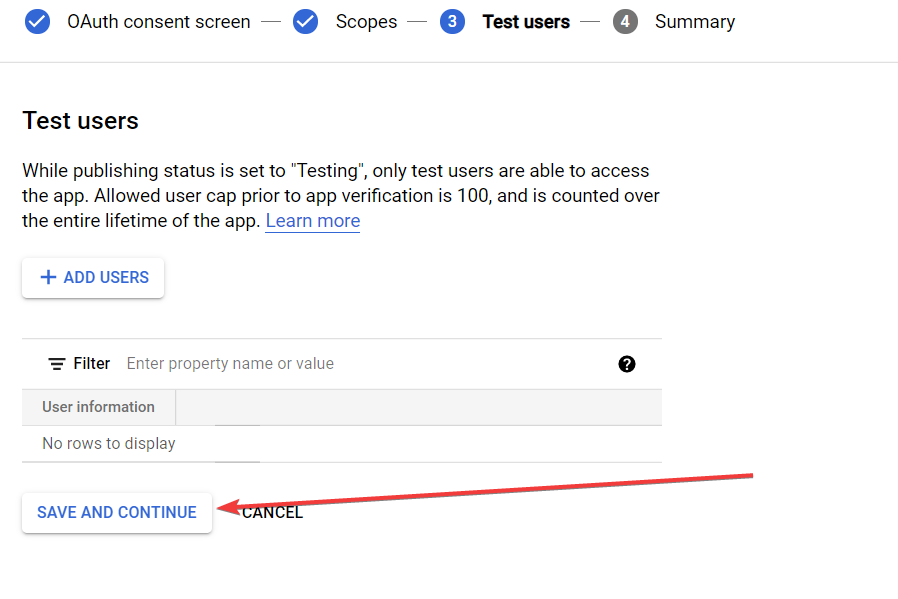 OAuth consent screen — Scopes — 3 Test users — 4 Summary
Test users
While publishing status is set to "Testing", only test users are able to access
the app. Allowed user cap prior to app verification is 100, and is counted over
the entire lifetime of the app. Learn more
+ ADD USERS
Filter Enter property name or value ?
User information
No rows to display
SAVE AND CONTINUE CANCEL